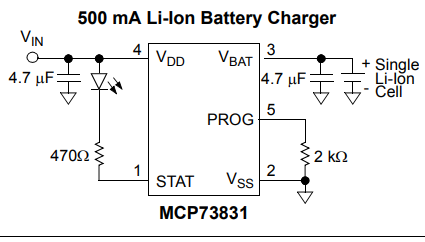 500 mA Li-Ion Battery Charger
VIN
4 VDD VBAT 3
+ Single
4.7 μF 4.7 μF Li-Ion
- Cell
PROG 5
470Ω 2 kΩ
1 STAT VSS 2
MCP73831